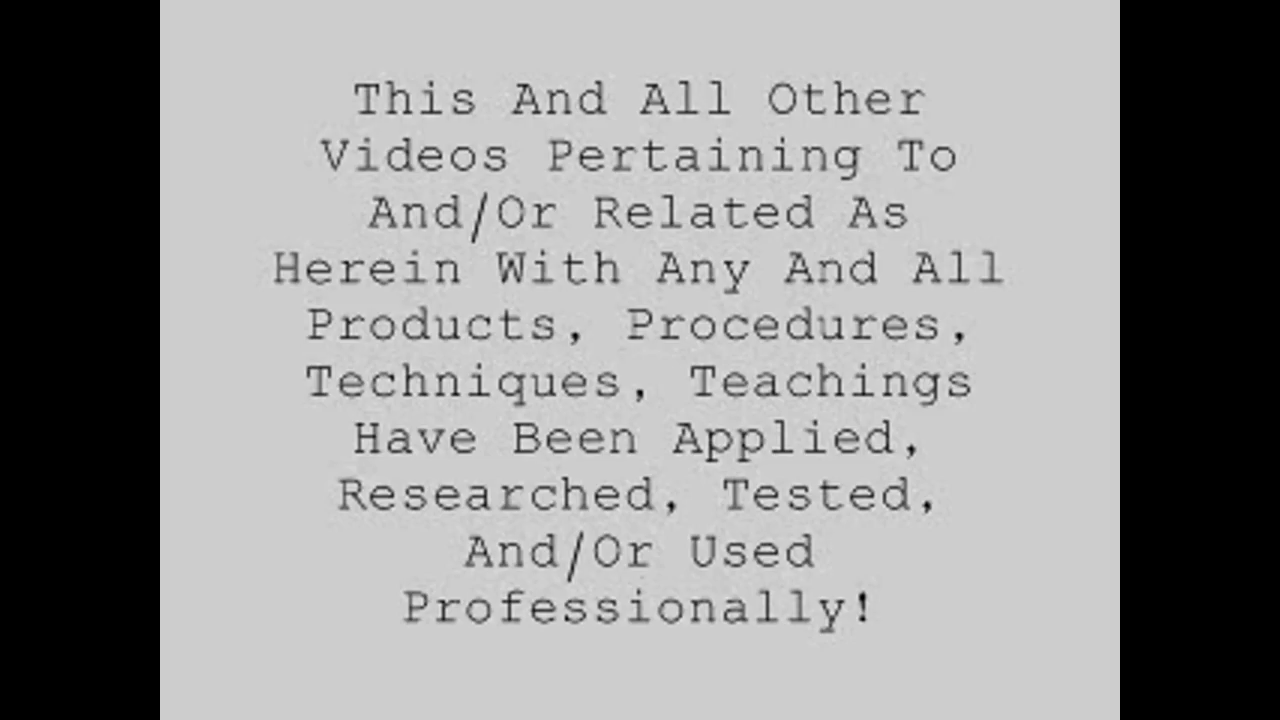 This And All Other
Videos Pertaining To
And/Or Related As
Herein With Any And All
Products, Procedures,
Techniques, Teachings
Have Been Applied,
Researched, Tested,
And/Or Used
Professionally!